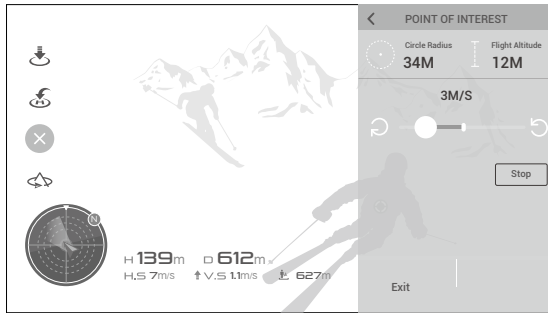 POINT OF INTEREST
Circle Radius
34M
Flight Altitude
12M
3M/S
Stop
N
H 139m D 612m
H.S 7m/s V.S 1.1m/s 627m
Exit